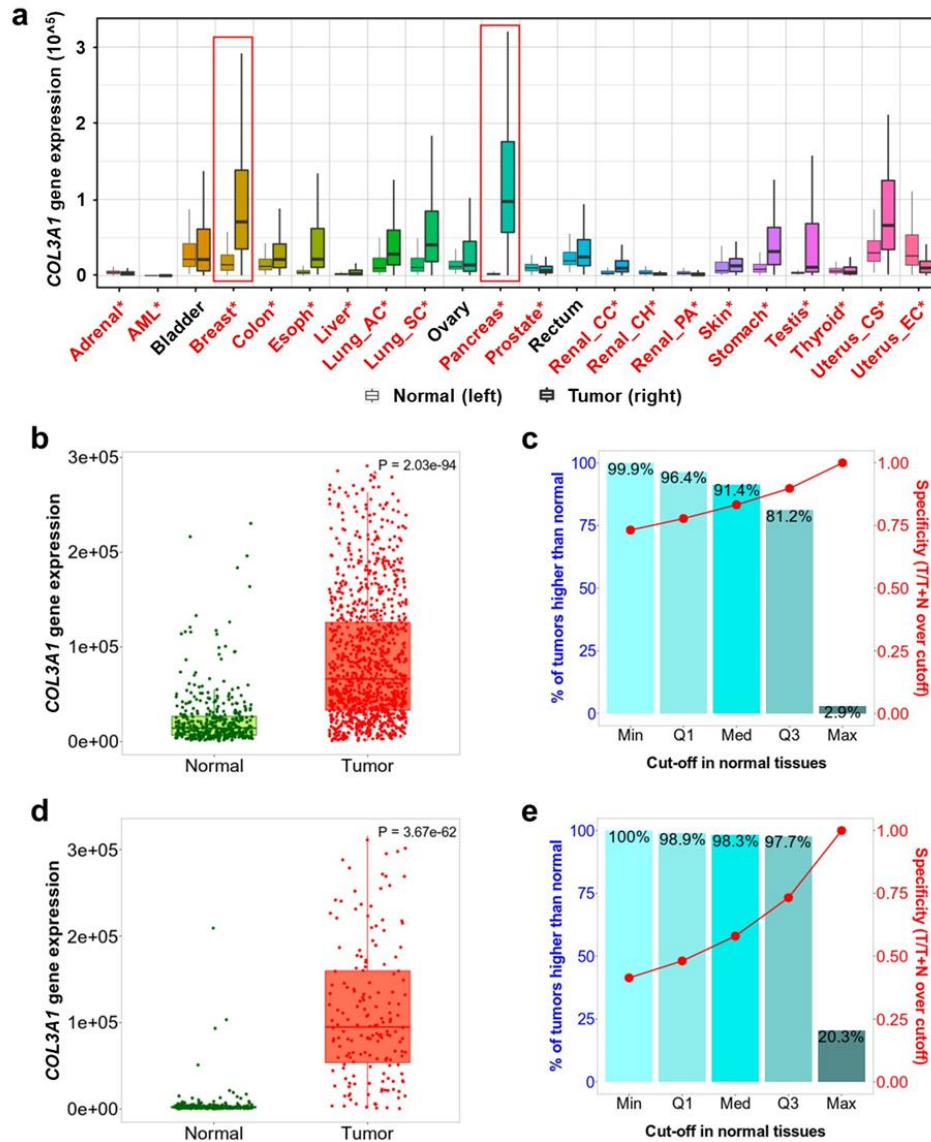 a
COL3A1 gene expression (10^5)
3
2
1
0
Adrenal*
AML*
Bladder
Breast*
Colon*
Esoph*
Liver*
Lung_AC*
Lung_SC*
Ovary
Pancreas*
Prostate*
Rectum
Renal_CC*
Renal_CH*
Renal_PA*
Skin*
Stomach*
Testis*
Thyroid*
Uterus_CS*
Uterus_EC*
Normal (left) Tumor (right)
b
COL3A1 gene expression
3e+05
2e+05
1e+05
0e+00
P = 2.03e-94
Normal Tumor
c
% of tumors higher than normal
100
75
50
25
0
99.9%
96.4%
91.4%
81.2%
2.9%
1.00
0.75
0.50
0.25
0.00
Specificity (T/T+N over cutoff)
Min Q1 Med Q3 Max
Cut-off in normal tissues
d
COL3A1 gene expression
3e+05
2e+05
1e+05
0e+00
P = 3.67e-62
Normal Tumor
e
% of tumors higher than normal
100
75
50
25
0
100%
98.9%
98.3%
97.7%
20.3%
1.00
0.75
0.50
0.25
0.00
Specificity (T/T+N over cutoff)
Min Q1 Med Q3 Max
Cut-off in normal tissues